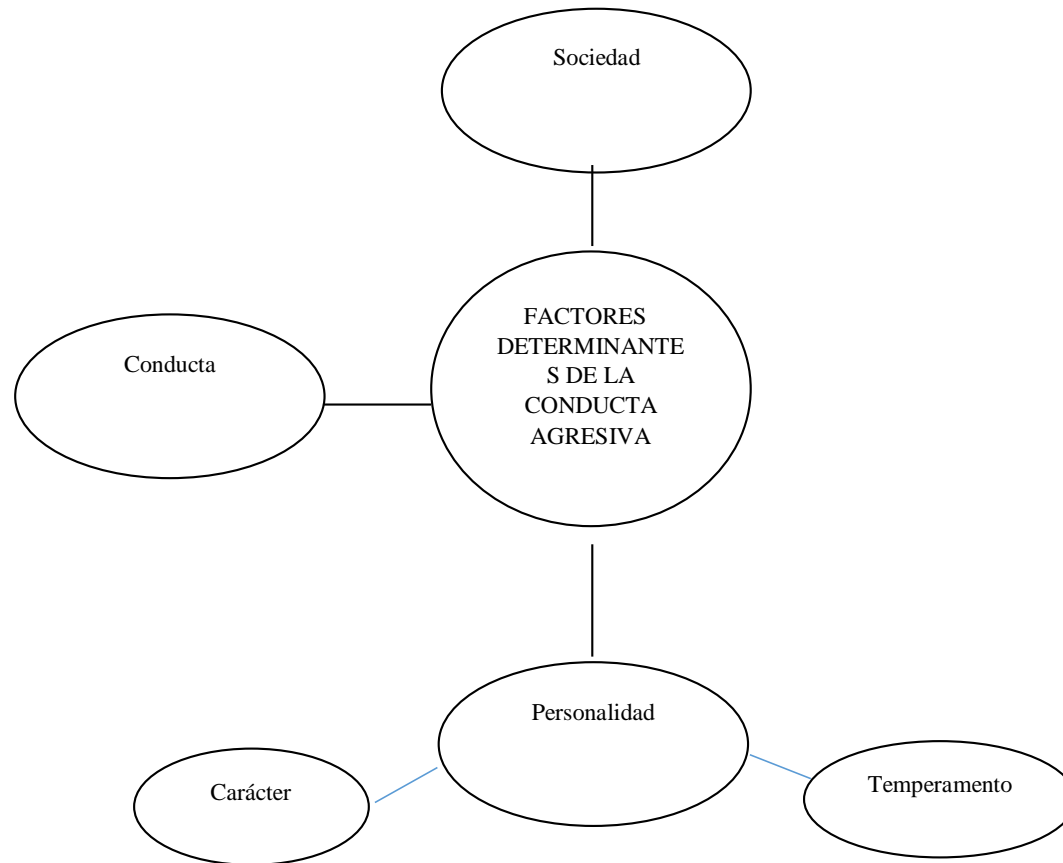 Sociedad
FACTORES
DETERMINANTE
S DE LA
CONDUCTA
AGRESIVA
Conducta
Personalidad
Carácter
Temperamento